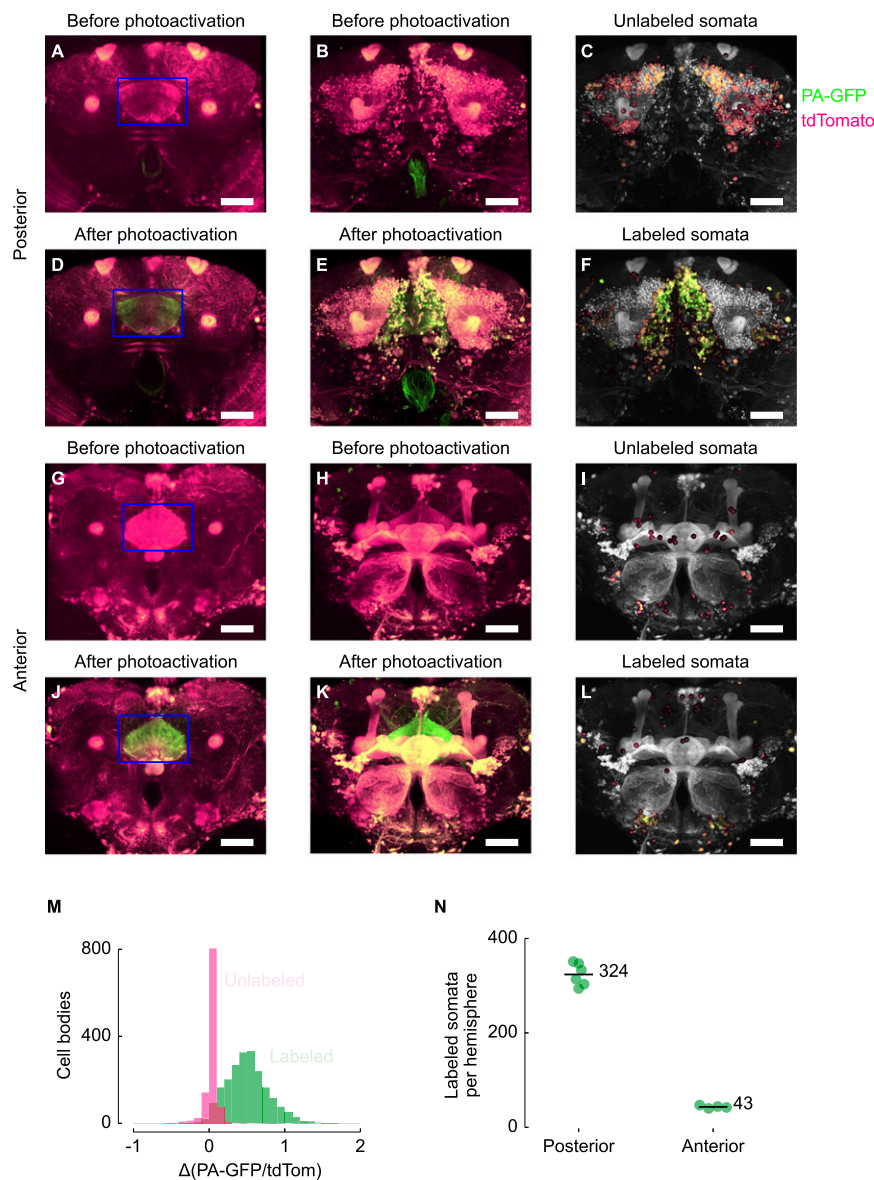 Before photoactivation
Before photoactivation
Unlabeled somata
A
B
C
PA-GFP
tdTomato
Posterior
After photoactivation
After photoactivation
Labeled somata
D
E
F
Before photoactivation
Before photoactivation
Unlabeled somata
G
H
I
Anterior
After photoactivation
After photoactivation
Labeled somata
J
K
L
M
800
400
0
Cell bodies
Unlabeled
Labeled
-1
0
1
2
Δ(PA-GFP/tdTom)
N
400
200
0
Labeled somata
per hemisphere
324
43
Posterior
Anterior